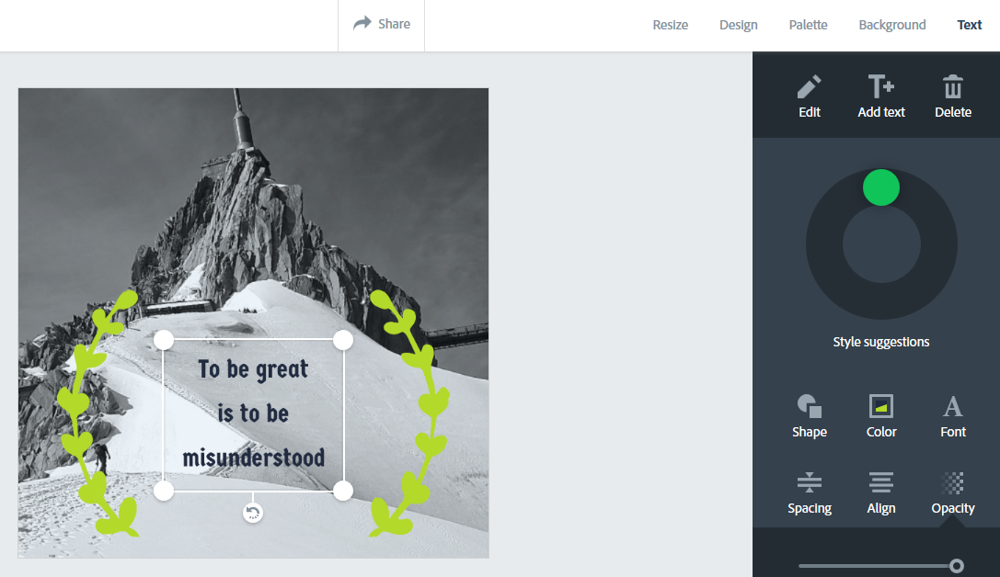 Share
Resize
Design
Palette
Background
Text
Edit
Add text
Delete
Style suggestions
Shape
Color
Font
Spacing
Align
Opacity
To be great
is to be
misunderstood